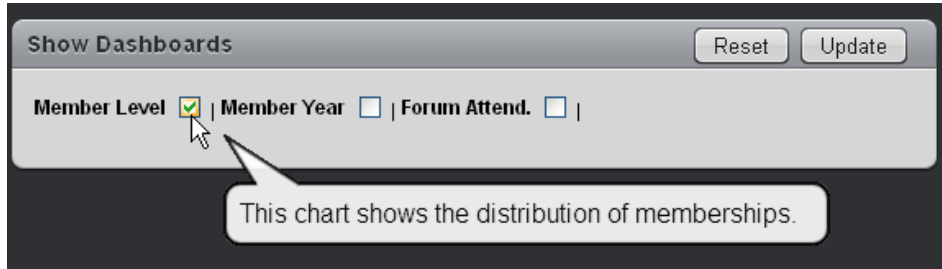 Show Dashboards Reset Update
Member Level | Member Year | Forum Attend. |
This chart shows the distribution of memberships.